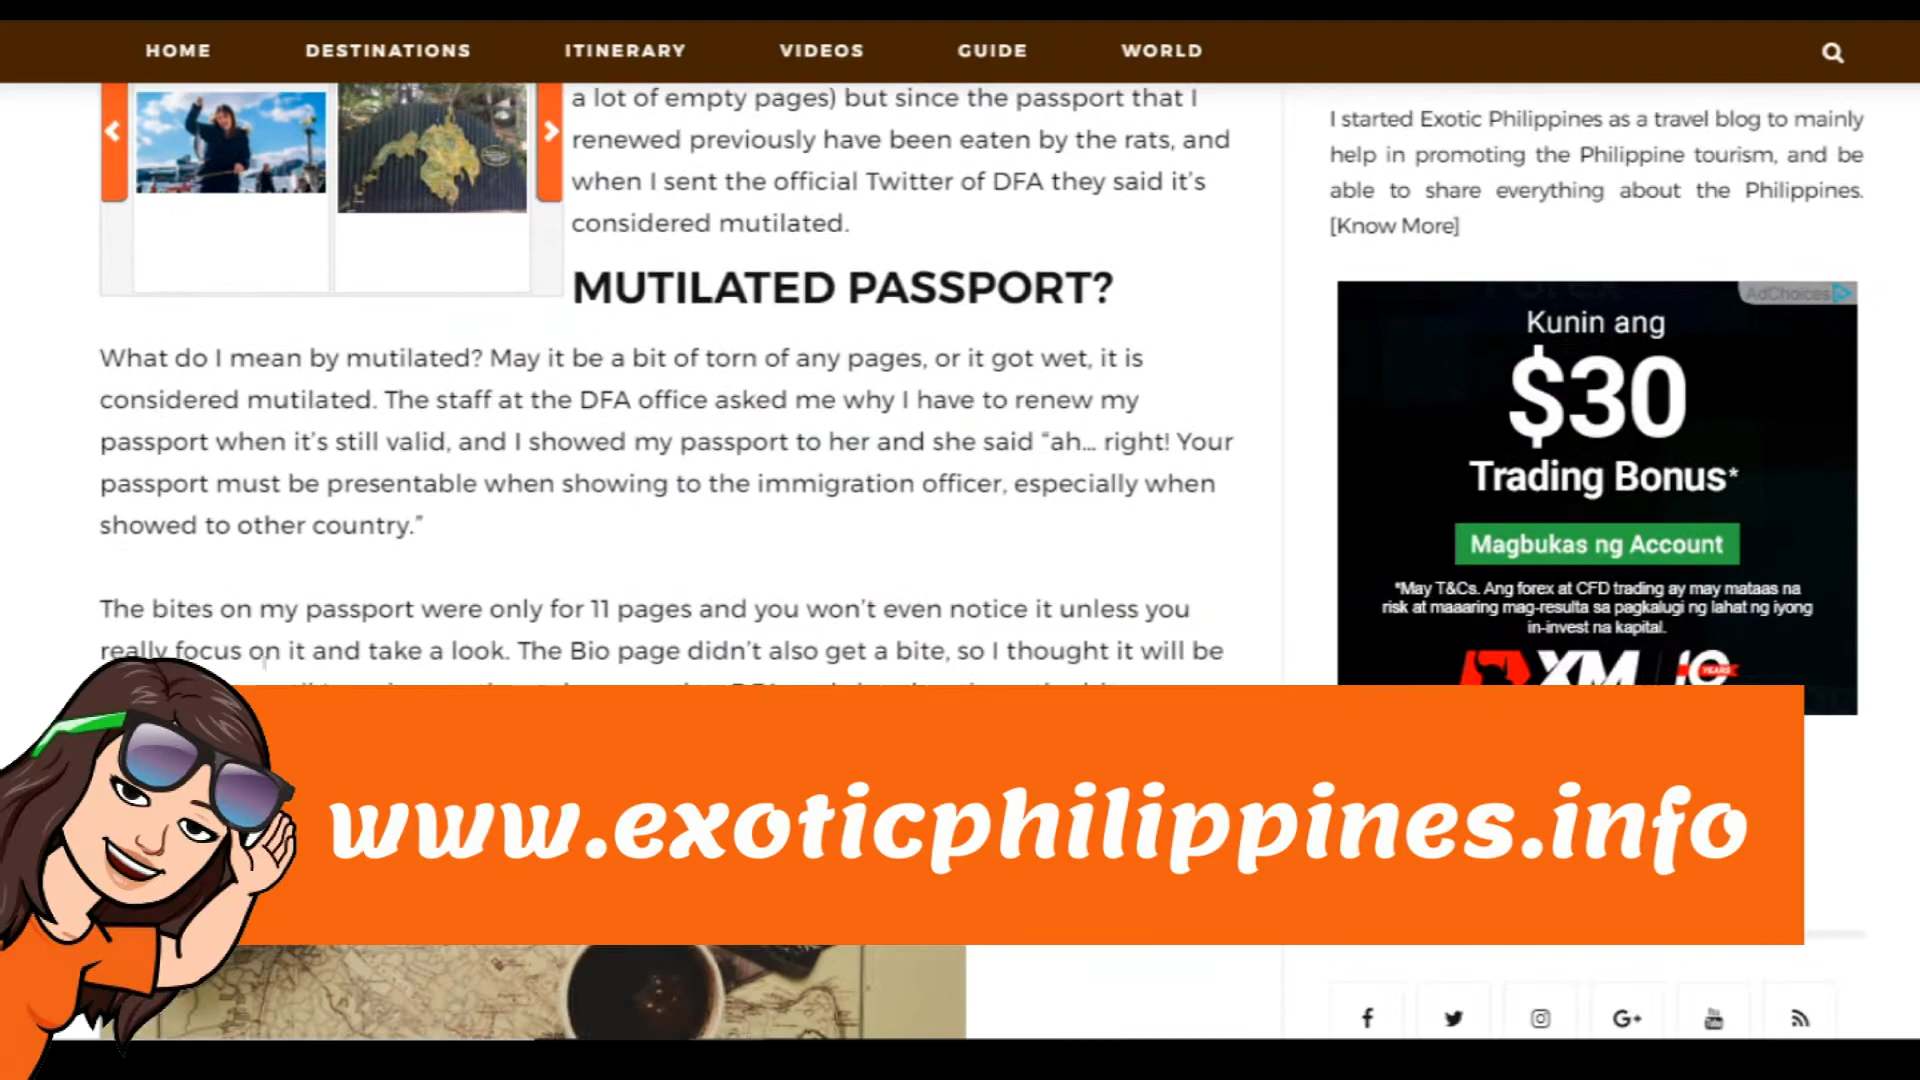 HOME DESTINATIONS ITINERARY VIDEOS GUIDE WORLD
a lot of empty pages) but since the passport that I
renewed previously have been eaten by the rats, and
when I sent the official Twitter of DFA they said it's
considered mutilated.
MUTILATED PASSPORT?
What do I mean by mutilated? May it be a bit of torn of any pages, or it got wet, it is
considered mutilated. The staff at the DFA office asked me why I have to renew my
passport when it's still valid, and I showed my passport to her and she said “ah... right! Your
passport must be presentable when showing to the immigration officer, especially when
showed to other country.”
The bites on my passport were only for 11 pages and you won't even notice it unless you
really focus on it and take a look. The Bio page didn't also get a bite, so I thought it will be
I started Exotic Philippines as a travel blog to mainly
help in promoting the Philippine tourism, and be
able to share everything about the Philippines.
[Know More]
AdChoices
Kunin ang
$30
Trading Bonus*
Magbukas ng Account
*May T&Cs. Ang forex at CFD trading ay may mataas na
risk at maaaring mag-resulta sa pagkalugi ng lahat ng iyong
in-invest na kapital.
XM 10
YEARS
www.exoticphilippines.info